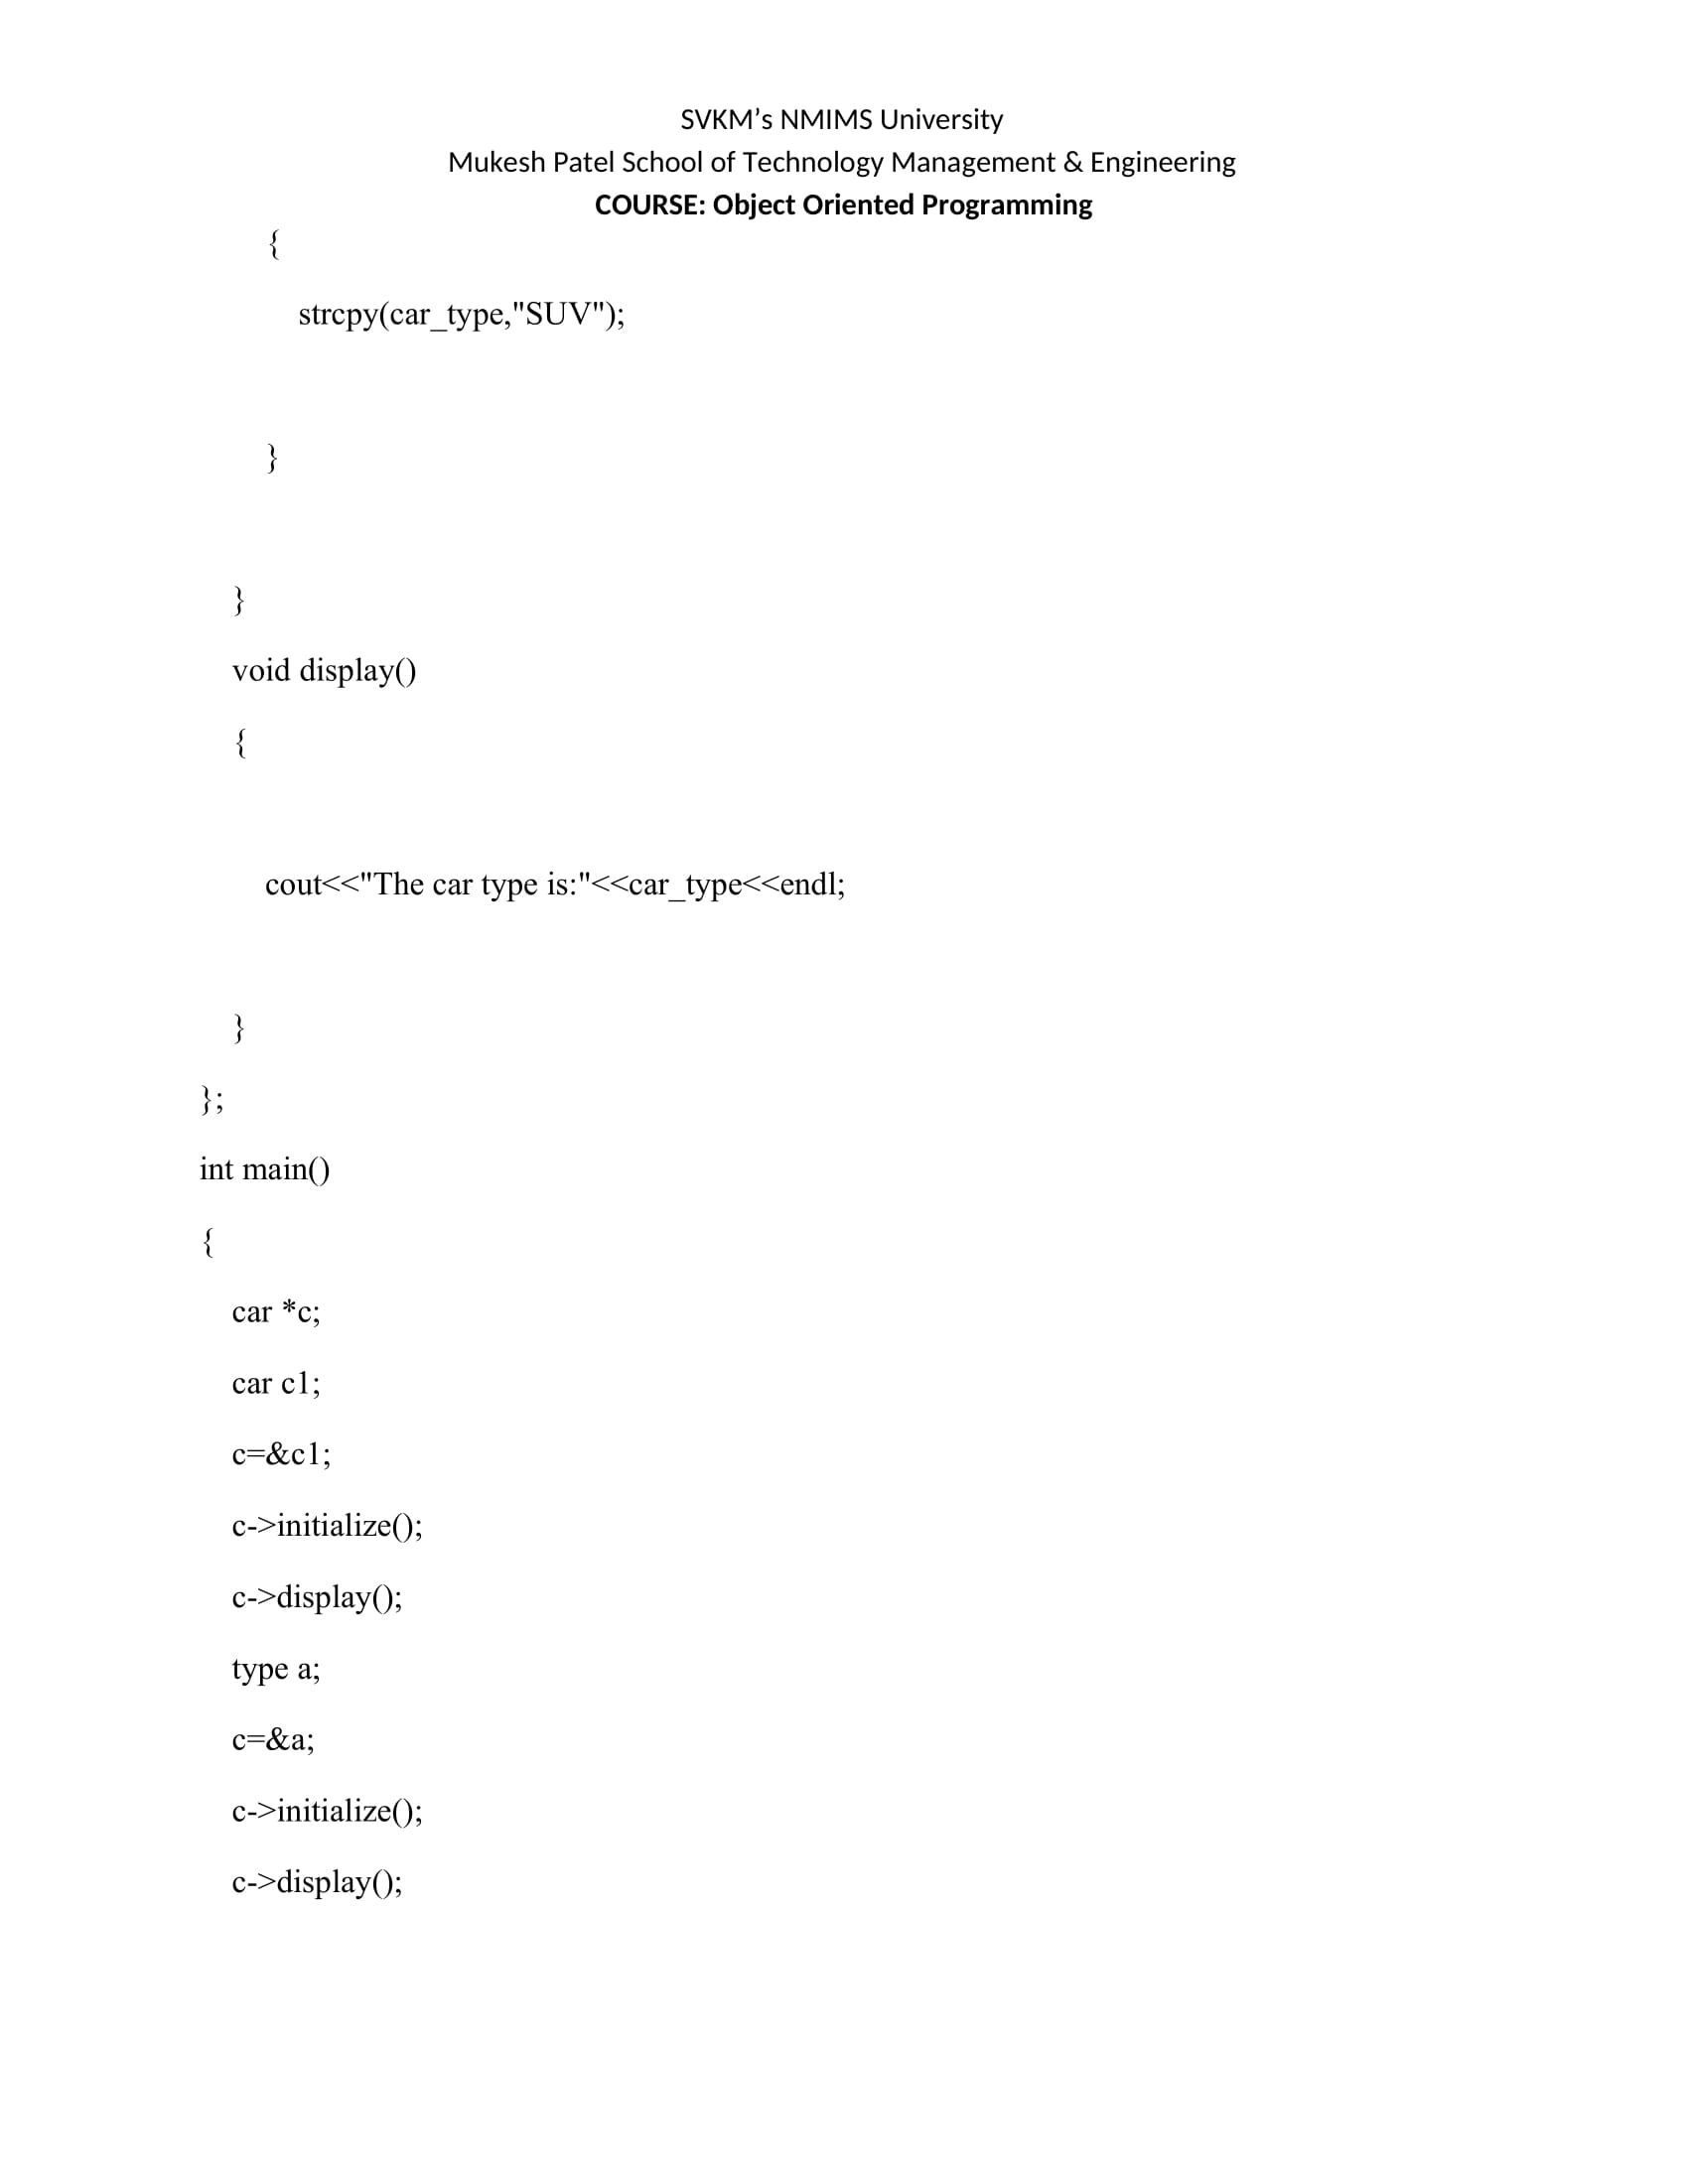 SVKM’s NMIMS University
Mukesh Patel School of Technology Management & Engineering
COURSE: Object Oriented Programming
{
strcpy(car_type,"SUV");
}
}
void display()
{
cout<<"The car type is:"<<car_type<<endl;
}
};
int main()
{
car *c;
car c1;
c=&c1;
c->initialize();
c->display();
type a;
c=&a;
c->initialize();
c->display();